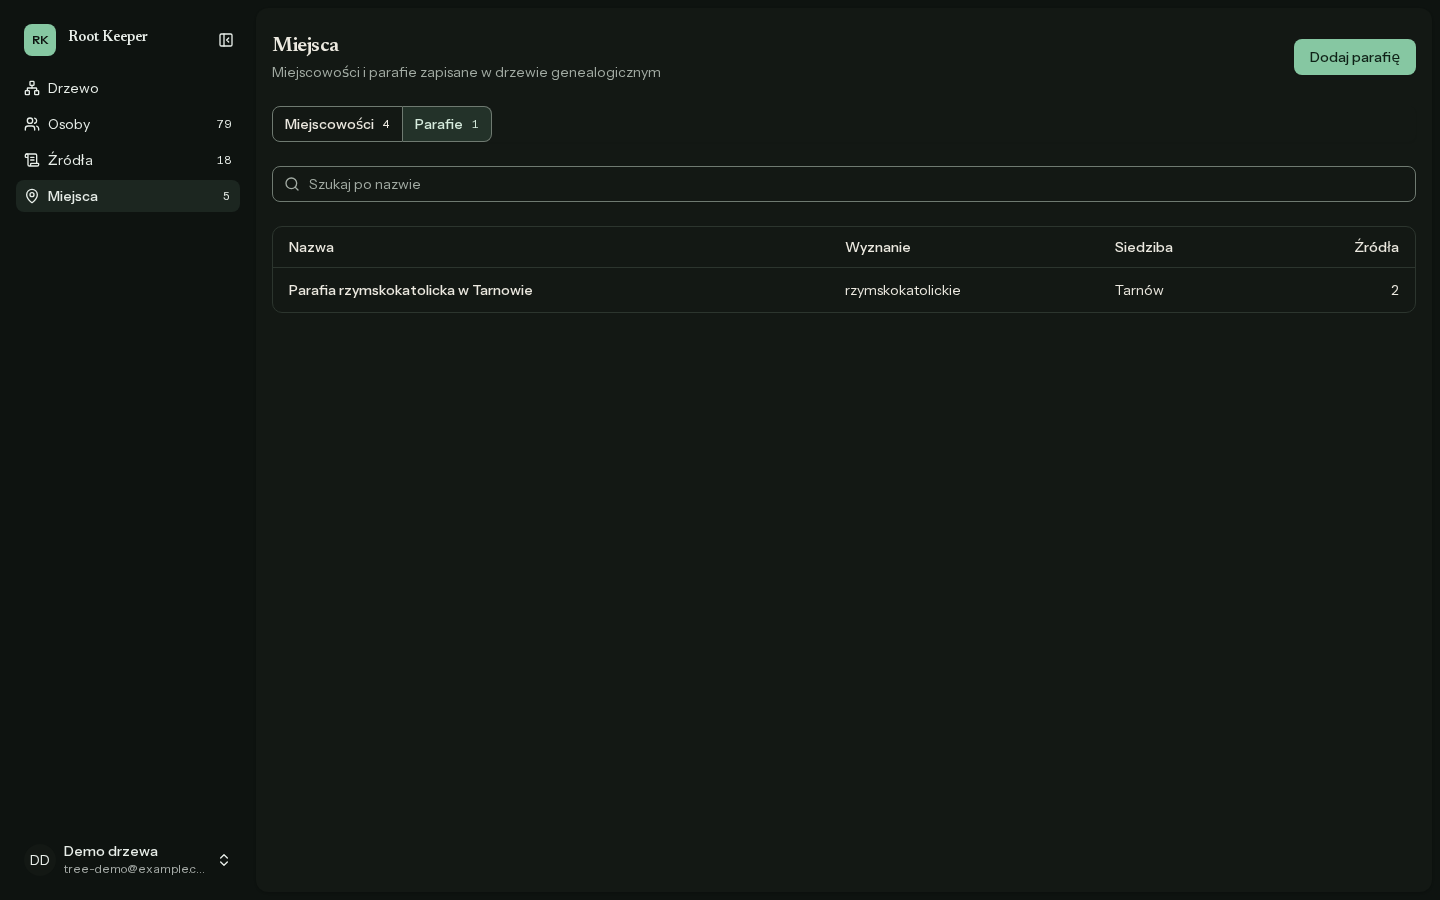 RK
Root Keeper
Drzewo
Osoby 79
Źródła 18
Miejsca 5
Miejsca
Miejscowości i parafie zapisane w drzewie genealogicznym
Dodaj parafię
Miejscowości 4 Parafie 1
Szukaj po nazwie
Nazwa Wyznanie Siedziba Źródła
Parafia rzymskokatolicka w Tarnowie rzymskokatolickie Tarnów 2
DD
Demo drzewa
tree-demo@example.c...